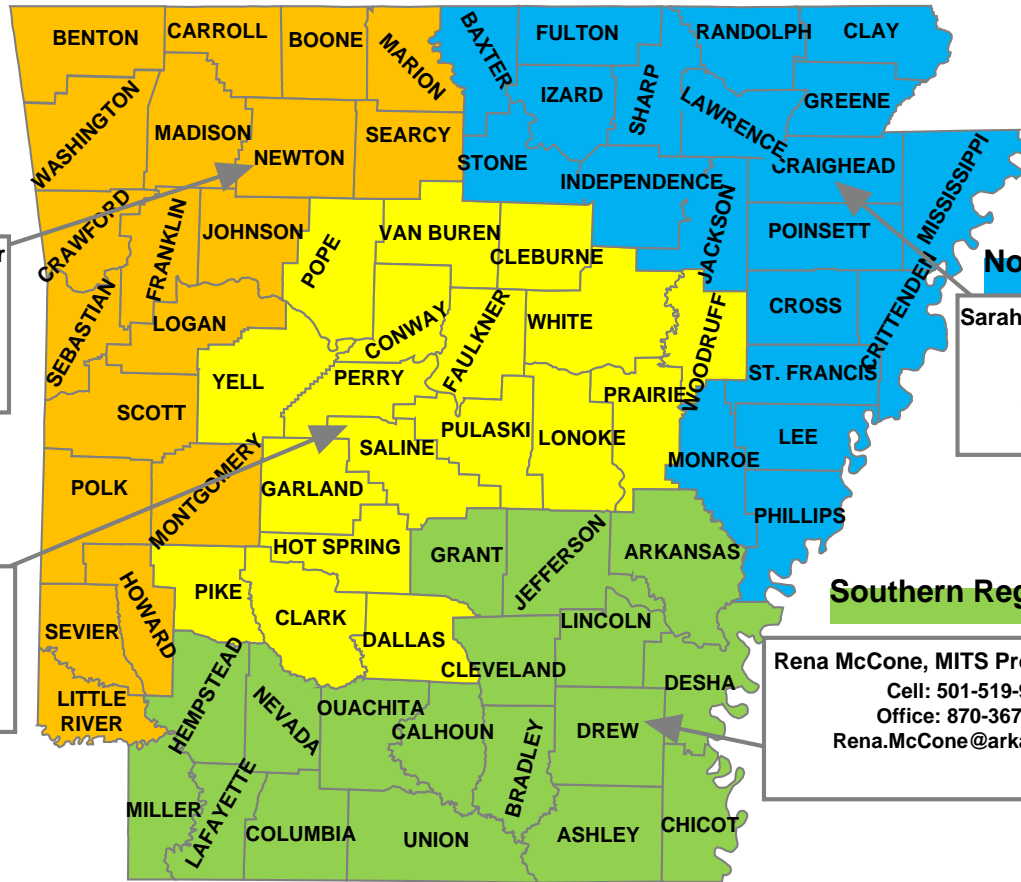 BENTON
CARROLL
BOONE
MARION
BAXTER
FULTON
RANDOLPH
CLAY
IZARD
SHARP
LAWRENCE
GREENE
WASHINGTON
MADISON
NEWTON
SEARCY
STONE
INDEPENDENCE
CRAIGHEAD
MISSISSIPPI
CRAWFORD
FRANKLIN
JOHNSON
POPE
VAN BUREN
CLEBURNE
JACKSON
POINSETT
No
SEBASTIAN
LOGAN
CONWAY
FAULKNER
WHITE
WOODRUFF
CROSS
CRITTENDEN
Sarah
YELL
PERRY
PRAIRIE
ST. FRANCIS
SCOTT
SALINE
PULASKI
LONOKE
LEE
POLK
MONTGOMERY
GARLAND
MONROE
PHILLIPS
HOT SPRING
GRANT
JEFFERSON
ARKANSAS
SEVIER
HOWARD
PIKE
CLARK
DALLAS
LINCOLN
Southern Reg
CLEVELAND
DESHA
Rena McCone, MITS Pro
Cell: 501-519-9
Office: 870-367
Rena.McCone@arka
LITTLE
RIVER
HEMPSTEAD
NEVADA
OUACHITA
CALHOUN
BRADLEY
DREW
MILLER
LAFAYETTE
COLUMBIA
UNION
ASHLEY
CHICOT